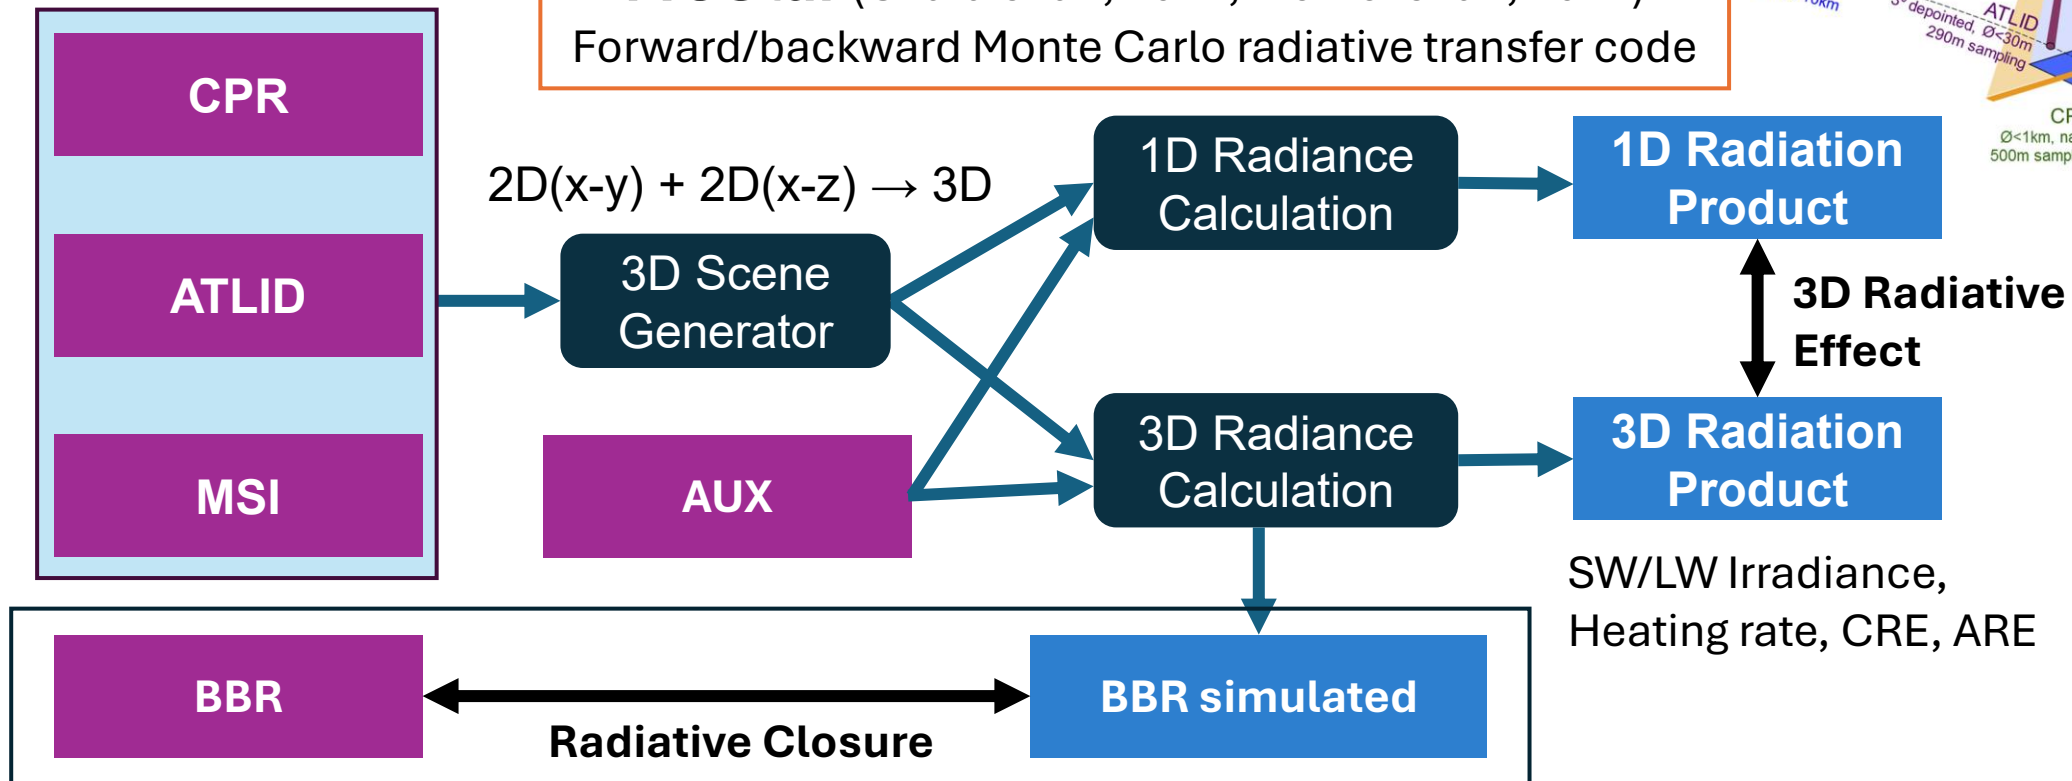 Forward/backward Monte Carlo radiative transfer code
ATLID
depointed, Ø<30m
290m sampling
500m samp
CPR
ATLID
MSI
2D(x-y) + 2D(x-z) → 3D
3D Scene
Generator
AUX
1D Radiance
Calculation
3D Radiance
Calculation
1D Radiation
Product
3D Radiative
Effect
3D Radiation
Product
SW/LW Irradiance,
Heating rate, CRE, ARE
BBR
Radiative Closure
BBR simulated